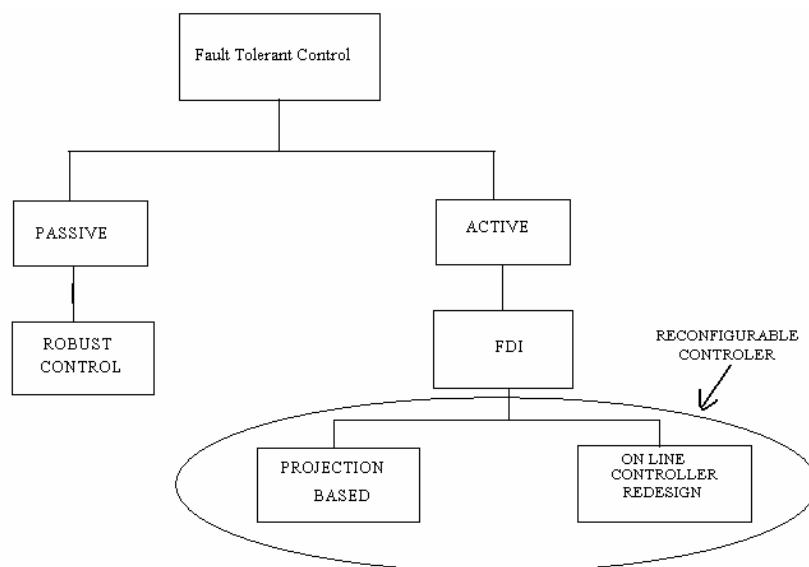 Fault Tolerant Control
PASSIVE
ACTIVE
ROBUST
CONTROL
FDI
RECONFIGURABLE
CONTROLER
PROJECTION
BASED
ON LINE
CONTROLLER
REDESIGN